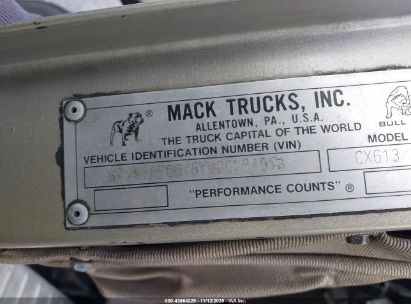 MACK TRUCKS, INC.
ALLENTOWN, PA., U.S.A.
THE TRUCK CAPITAL OF THE WORLD
BULL
VEHICLE IDENTIFICATION NUMBER (VIN)
MODEL
CX613
"PERFORMANCE COUNTS"